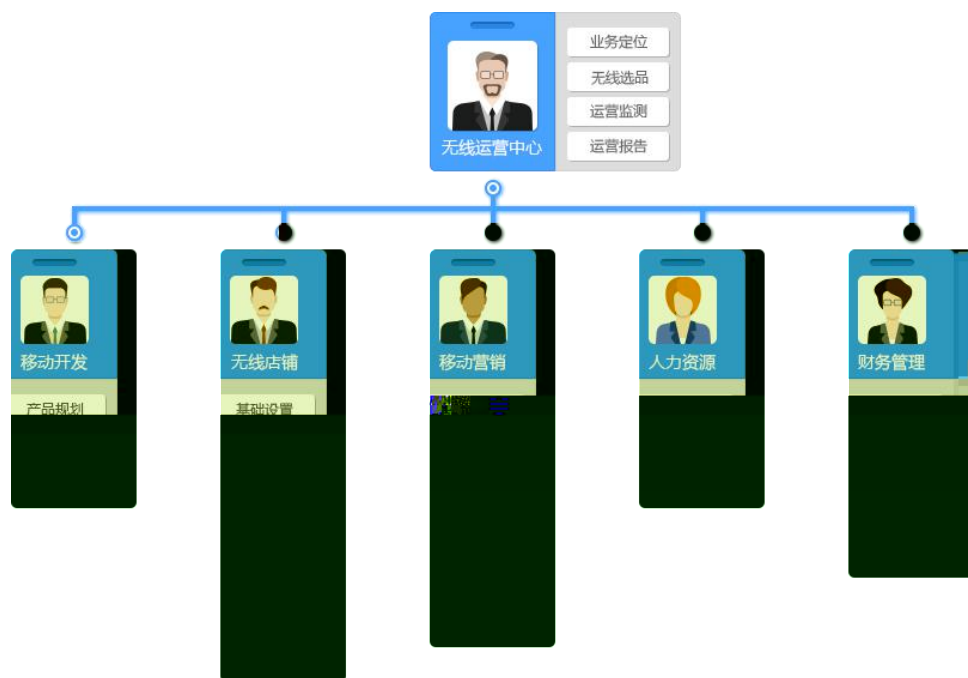 业务定位
无线选品
运营监测
运营报告
无线运营中心
移动开发
无线店铺
移动营销
人力资源
财务管理
产品规划
基础设置